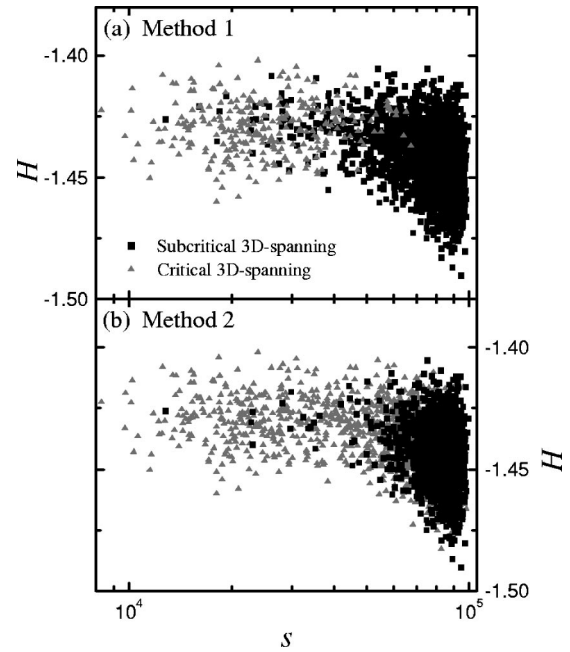 (a) Method 1
-1.40
-1.45
-1.50
H
Subcritical 3D-spanning
Critical 3D-spanning
(b) Method 2
-1.40
-1.45
-1.50
H
10^4
10^5
s